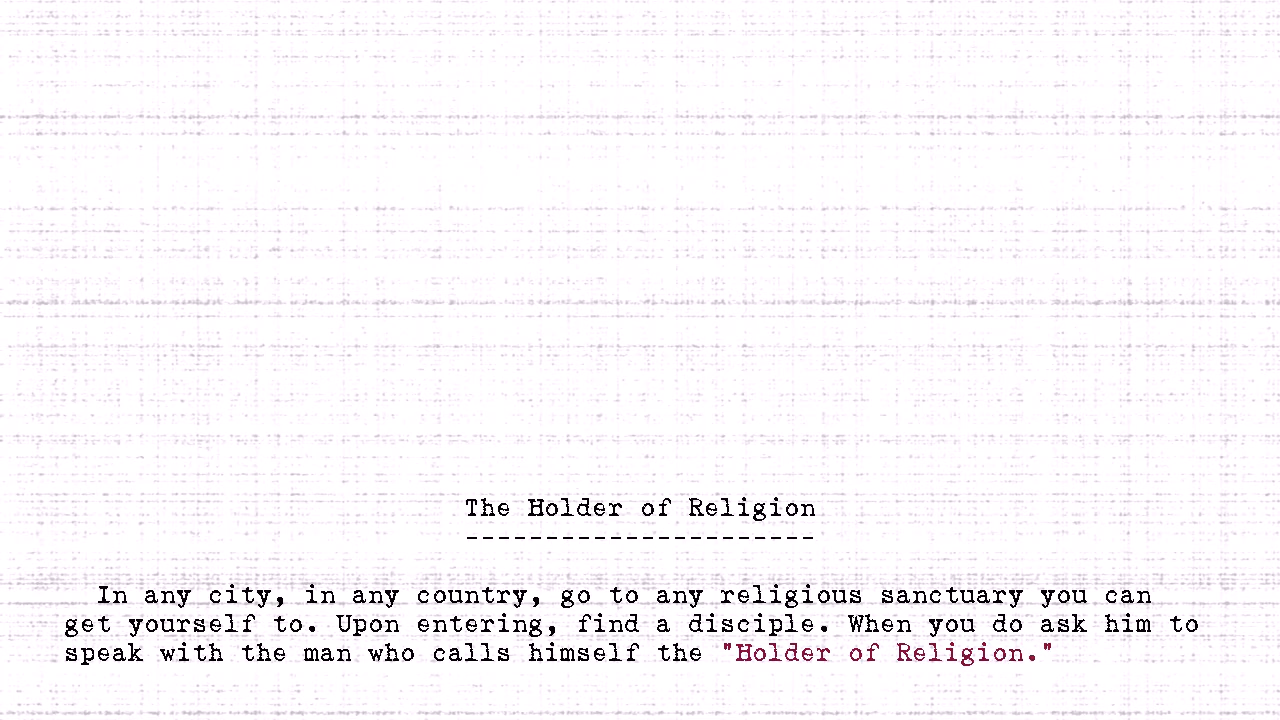 The Holder of Religion
----------------------
In any city, in any country, go to any religious sanctuary you can
get yourself to. Upon entering, find a disciple. When you do ask him to
speak with the man who calls himself the "Holder of Religion."